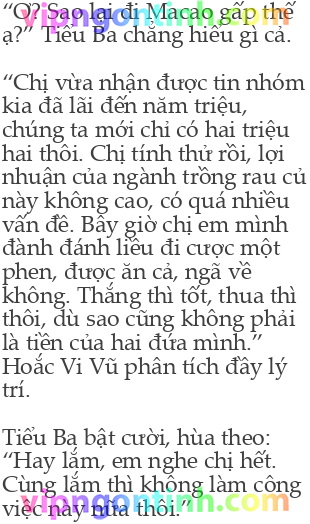 “Ơ? Sao lại đi Macao gấp thế
ạ?” Tiểu Ba chẳng hiểu gì cả.
“Chị vừa nhận được tin nhóm
kia đã lãi đến năm triệu,
chúng ta mới chỉ có hai triệu
hai thôi. Chị tính thử rồi, lợi
nhuận của ngành trồng rau củ
này không cao, có quá nhiều
vấn đề. Bây giờ chị em mình
đành đánh liều đi cược một
phen, được ăn cả, ngã về
không. Thắng thì tốt, thua thì
thôi, dù sao cũng không phải
là tiền của hai đứa mình.”
Hoắc Vi Vũ phân tích đầy lý
trí.
Tiểu Ba bật cười, hùa theo:
“Hay lắm, em nghe chị hết.
Cùng lắm thì không làm công
việc này nữa thôi.”
vipngontinh.com
vipngontinh.com